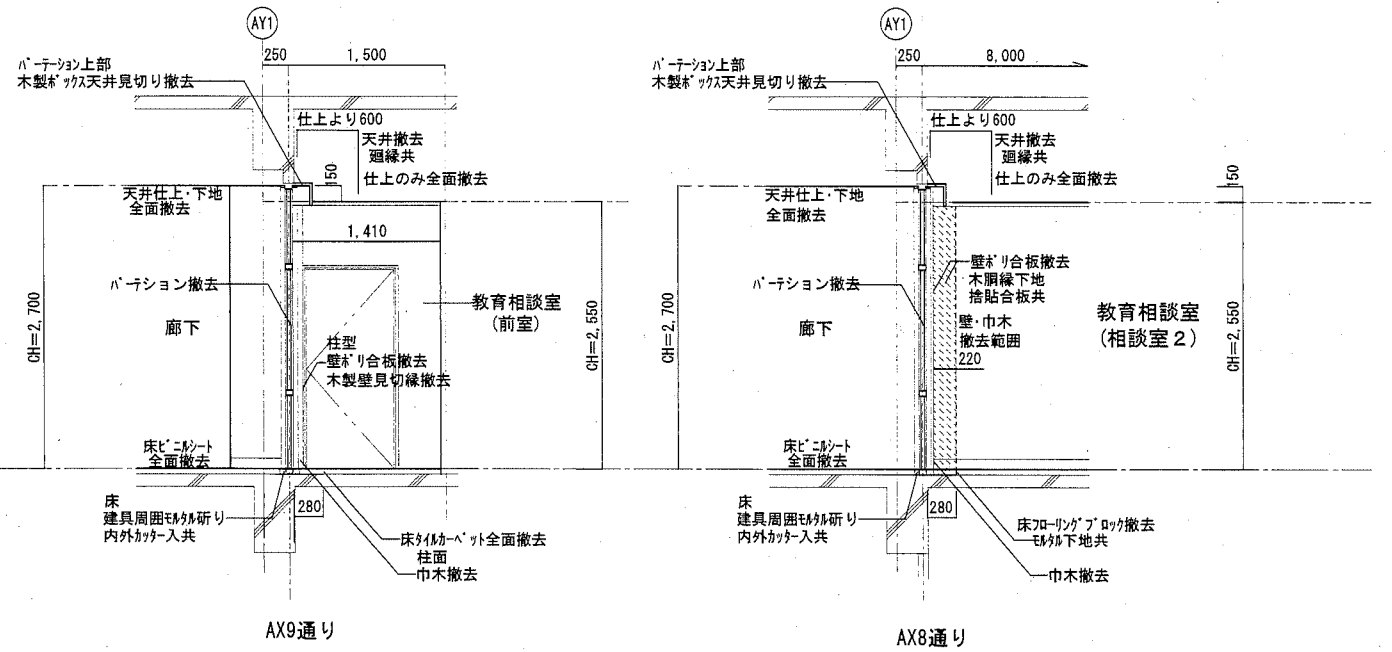 AY1
250
1,500
パーテーション上部
木製ボックス天井見切り撤去
仕上より600
天井撤去
廻縁共
150
仕上のみ全面撤去
天井仕上・下地
全面撤去
1,410
CH=2,700
パーテション撤去
廊下
教育相談室
(前室)
CH=2,550
柱型
壁ポリ合板撤去
木製壁見切縁撤去
床ビニルシート
全面撤去
床
建具周囲モルタル斫り
内外カッター入共
280
床タイルカーペット全面撤去
柱面
巾木撤去
AX9通り
AY1
250
8,000
パーテーション上部
木製ボックス天井見切り撤去
仕上より600
天井撤去
廻縁共
仕上のみ全面撤去
150
天井仕上・下地
全面撤去
CH=2,700
パーテション撤去
廊下
壁ポリ合板撤去
木胴縁下地
捨貼合板共
壁・巾木
撤去範囲
220
教育相談室
(相談室2)
CH=2,550
床ビニルシート
全面撤去
床
建具周囲モルタル斫り
内外カッター入共
280
床フローリングブロック撤去
モルタル下地共
巾木撤去
AX8通り